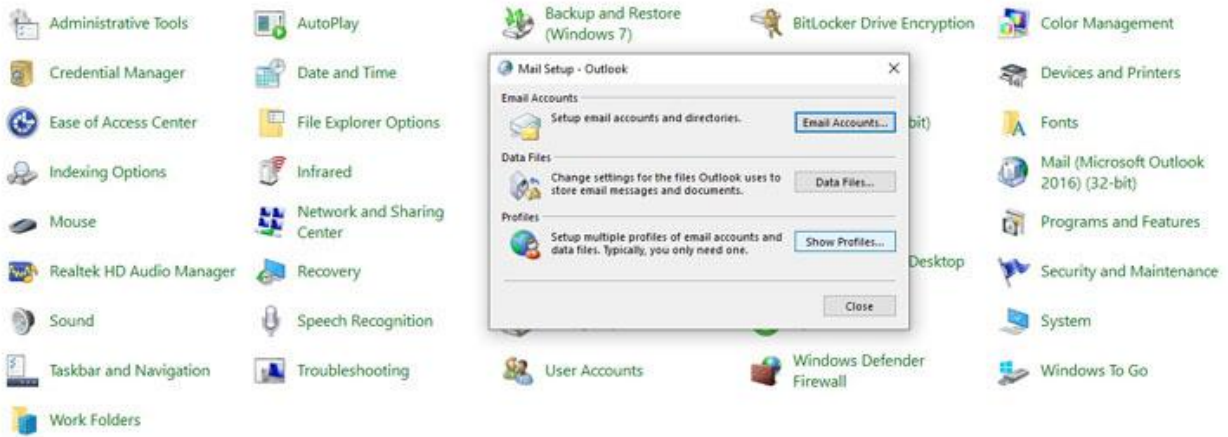 Administrative Tools
AutoPlay
Backup and Restore
(Windows 7)
BitLocker Drive Encryption
Color Management
Credential Manager
Date and Time
Devices and Printers
Ease of Access Center
File Explorer Options
bit)
Fonts
Indexing Options
Infrared
Mail (Microsoft Outlook
2016) (32-bit)
Mouse
Network and Sharing
Center
Programs and Features
Realtek HD Audio Manager
Recovery
Desktop
Security and Maintenance
Sound
Speech Recognition
System
Taskbar and Navigation
Troubleshooting
User Accounts
Windows Defender
Firewall
Windows To Go
Work Folders
Mail Setup - Outlook
Email Accounts
Setup email accounts and directories.
Email Accounts...
Data Files
Change settings for the files Outlook uses to
store email messages and documents.
Data Files...
Profiles
Setup multiple profiles of email accounts and
data files. Typically, you only need one.
Show Profiles...
Close